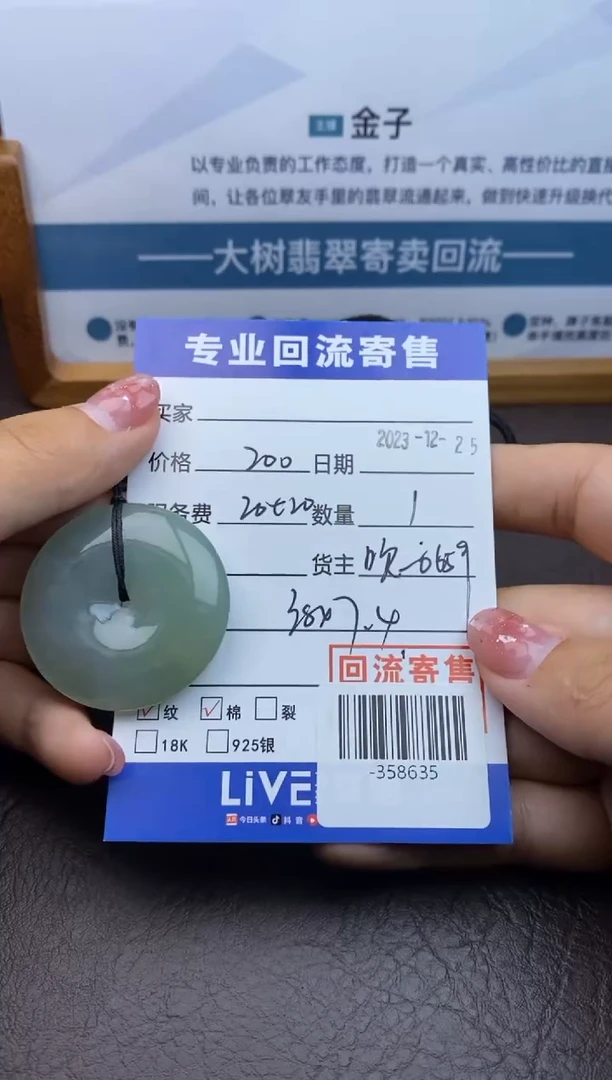 主播 金子
以专业负责的工作态度，打造一个真实、高性价比的直播
间，让各位翠友手里的翡翠流通起来，做到快速升级换代
——大树翡翠寄卖回流——
专业回流寄售
买家
2023-12-25
价格 200 日期
服务费 20+20 数量 1
货主
回流寄售
纹 棉 裂
18K 925银
-358635
LiVE
今日头条 抖音